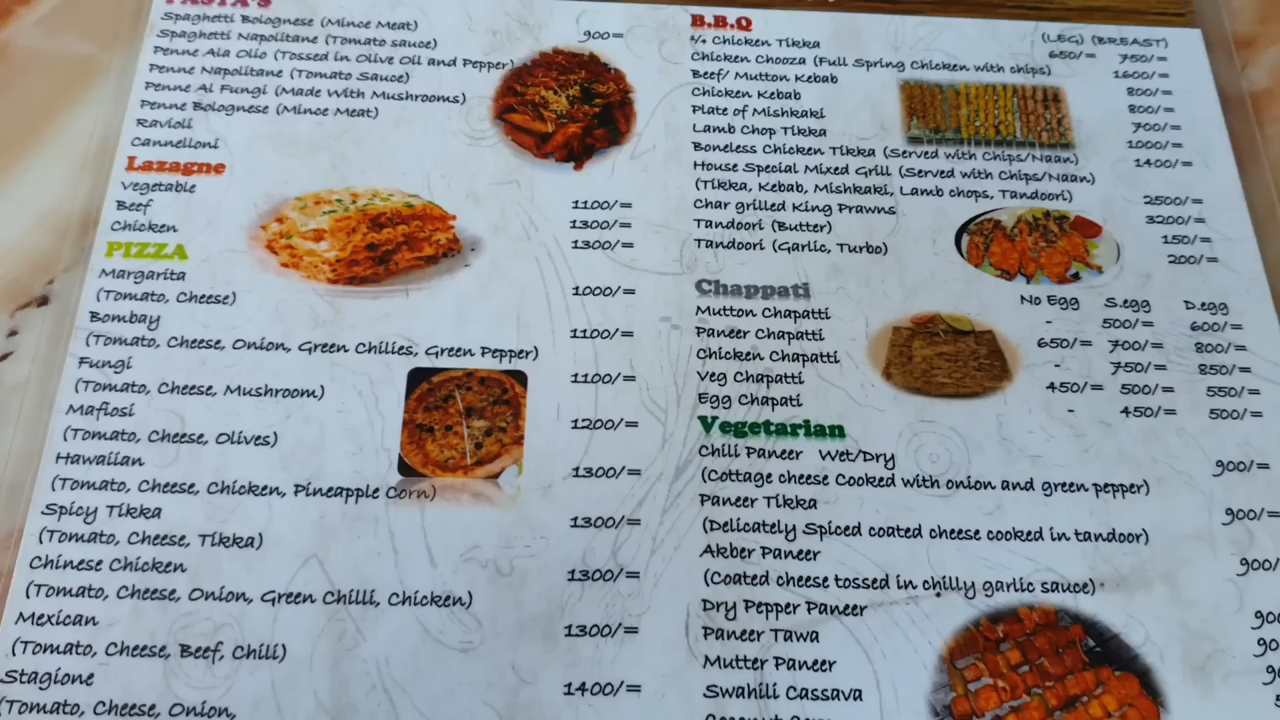 PASTA'S
Spaghetti Bolognese (Mince Meat)
Spaghetti Napolitane (Tomato sauce) 900=
Penne Ala Olio (Tossed in Olive Oil and Pepper)
Penne Napolitane (Tomato Sauce)
Penne Al Fungi (Made With Mushrooms)
Penne Bolognese (Mince Meat)
Ravioli
Cannelloni
Lazagne
Vegetable 1100/=
Beef 1300/=
Chicken 1300/=
PIZZA
Margarita 1000/=
(Tomato, Cheese)
Bombay 1100/=
(Tomato, Cheese, Onion, Green Chilies, Green Pepper)
Fungi 1100/=
(Tomato, Cheese, Mushroom)
Mafiosi 1200/=
(Tomato, Cheese, Olives)
Hawaiian 1300/=
(Tomato, Cheese, Chicken, Pineapple Corn)
Spicy Tikka 1300/=
(Tomato, Cheese, Tikka)
Chinese Chicken 1300/=
(Tomato, Cheese, Onion, Green Chilli, Chicken)
Mexican 1300/=
(Tomato, Cheese, Beef, Chili)
Stagione 1400/=
(Tomato, Cheese, Onion,
B.B.Q (LEG) (BREAST)
1/4 Chicken Tikka 650/= 750/=
Chicken Chooza (Full Spring Chicken with chips) 1600/=
Beef/ Mutton Kebab 800/=
Chicken Kebab 800/=
Plate of Mishkaki 700/=
Lamb Chop Tikka 1000/=
Boneless Chicken Tikka (Served with Chips/Naan) 1400/=
House Special Mixed Grill (Served with Chips/Naan)
(Tikka, Kebab, Mishkaki, Lamb chops, Tandoori) 2500/=
Char grilled King Prawns 3200/=
Tandoori (Butter) 150/=
Tandoori (Garlic, Turbo) 200/=
Chappati No Egg S.egg D.egg
Mutton Chapatti - 500/= 600/=
Paneer Chapatti 650/= 700/= 800/=
Chicken Chapatti - 750/= 850/=
Veg Chapatti 450/= 500/= 550/=
Egg Chapati - 450/= 500/=
Vegetarian
Chili Paneer Wet/Dry 900/=
(Cottage cheese Cooked with onion and green pepper)
Paneer Tikka 900/=
(Delicately Spiced coated cheese cooked in tandoor)
Akber Paneer 900/
(Coated cheese tossed in chilly garlic sauce)
Dry Pepper Paneer
Paneer Tawa
Mutter Paneer
Swahili Cassava